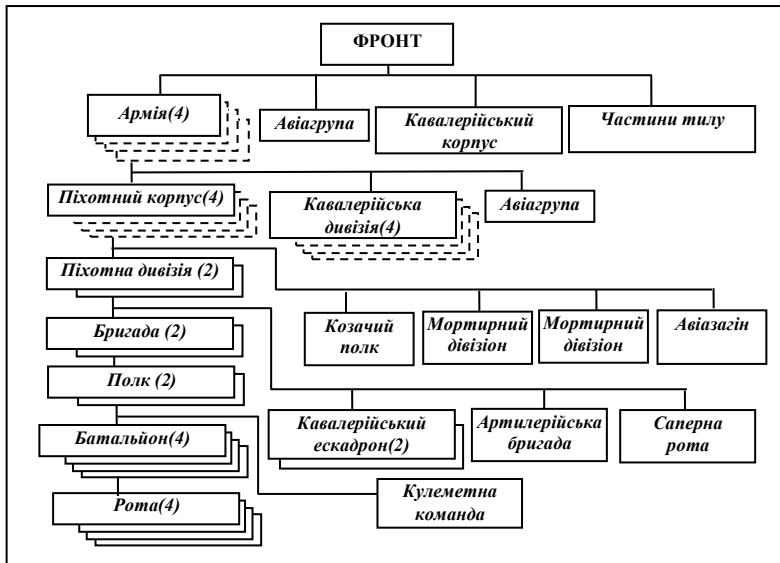 ФРОНТ
Армія(4)
Авіагрупа
Кавалерійський
корпус
Частини тилу
Піхотний корпус(4)
Кавалерійська
дивізія(4)
Авіагрупа
Піхотна дивізія (2)
Козачий
полк
Мортирний
дівізіон
Мортирний
дівізіон
Авіазагін
Бригада (2)
Полк (2)
Батальйон(4)
Кавалерійський
ескадрон(2)
Артилерійська
бригада
Саперна
рота
Рота(4)
Кулеметна
команда